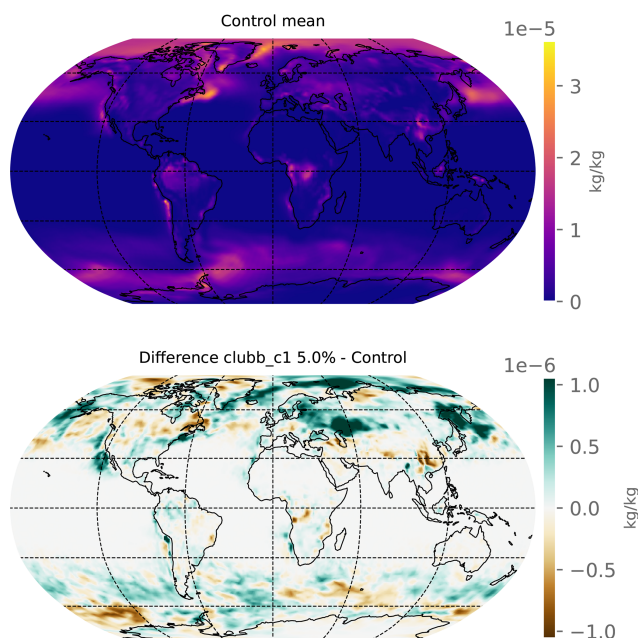 Control mean
1e−5
3
2
1
0
kg/kg
Difference clubb_c1 5.0% - Control
1e−6
1.0
0.5
0.0
−0.5
−1.0
kg/kg